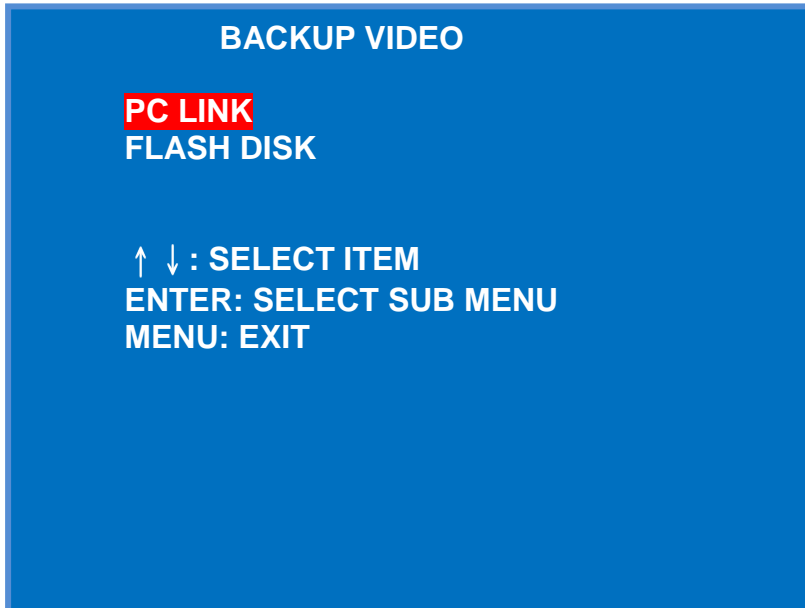 BACKUP VIDEO
PC LINK
FLASH DISK
↑ ↓ : SELECT ITEM
ENTER: SELECT SUB MENU
MENU: EXIT